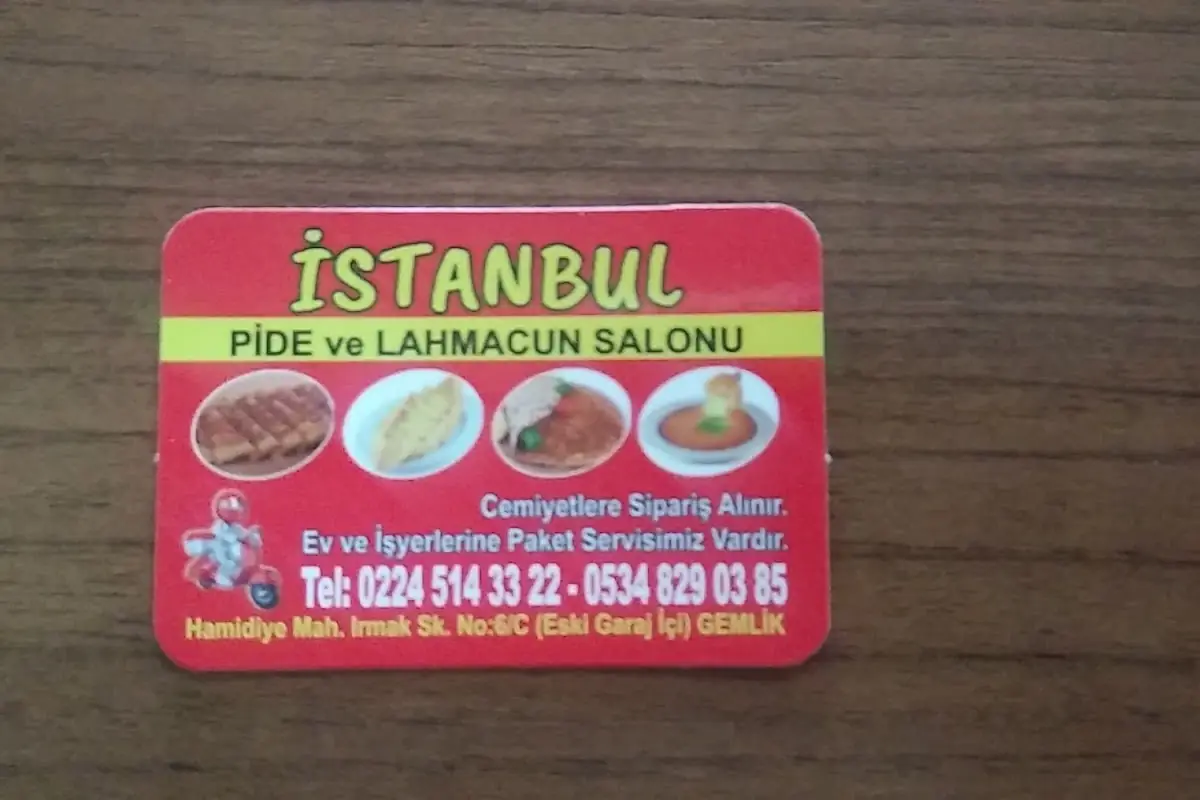 İSTANBUL
PİDE ve LAHMACUN SALONU
Cemiyetlere Sipariş Alınır.
Ev ve İşyerlerine Paket Servisimiz Vardır.
Tel: 0224 514 33 22 - 0534 829 03 85
Hamidiye Mah. Irmak Sk. No:6/C (Eski Garaj İçi) GEMLİK